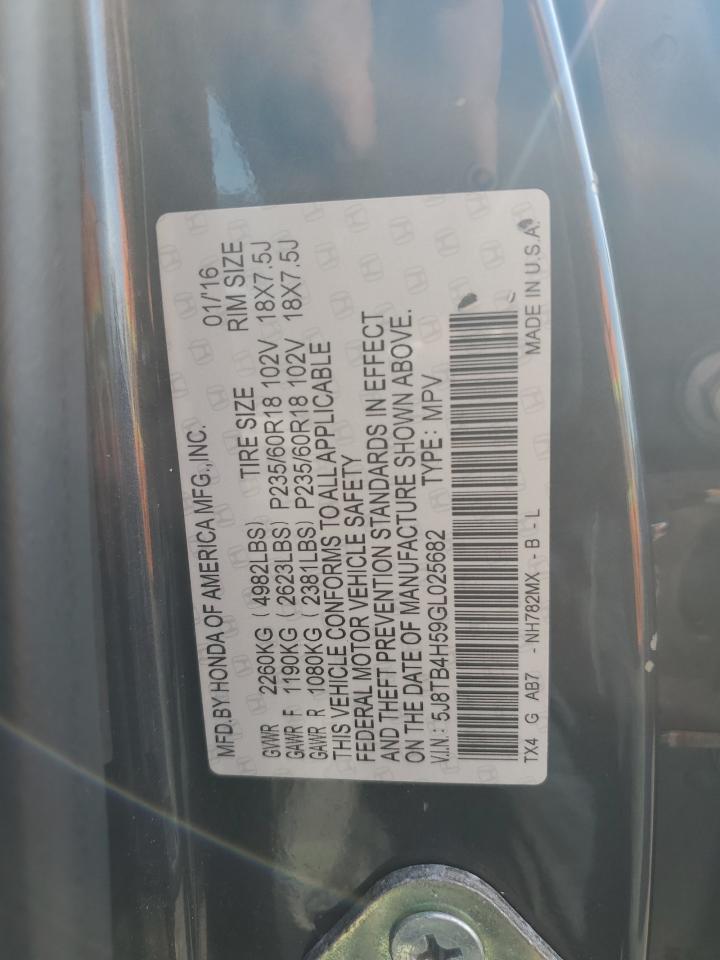 MFD.BY HONDA OF AMERICA MFG.,INC. 01/'16
TIRE SIZE RIM SIZE
GVWR 2260KG ( 4982LBS)
GAWR F 1190KG ( 2623LBS) P235/60R18 102V 18X7.5J
GAWR R 1080KG ( 2381LBS) P235/60R18 102V 18X7.5J
THIS VEHICLE CONFORMS TO ALL APPLICABLE
FEDERAL MOTOR VEHICLE SAFETY
AND THEFT PREVENTION STANDARDS IN EFFECT
ON THE DATE OF MANUFACTURE SHOWN ABOVE.
V.I.N.: 5J8TB4H59GL025682 TYPE: MPV
TX4 G AB7 - NH782MX - B - L MADE IN U.S.A.